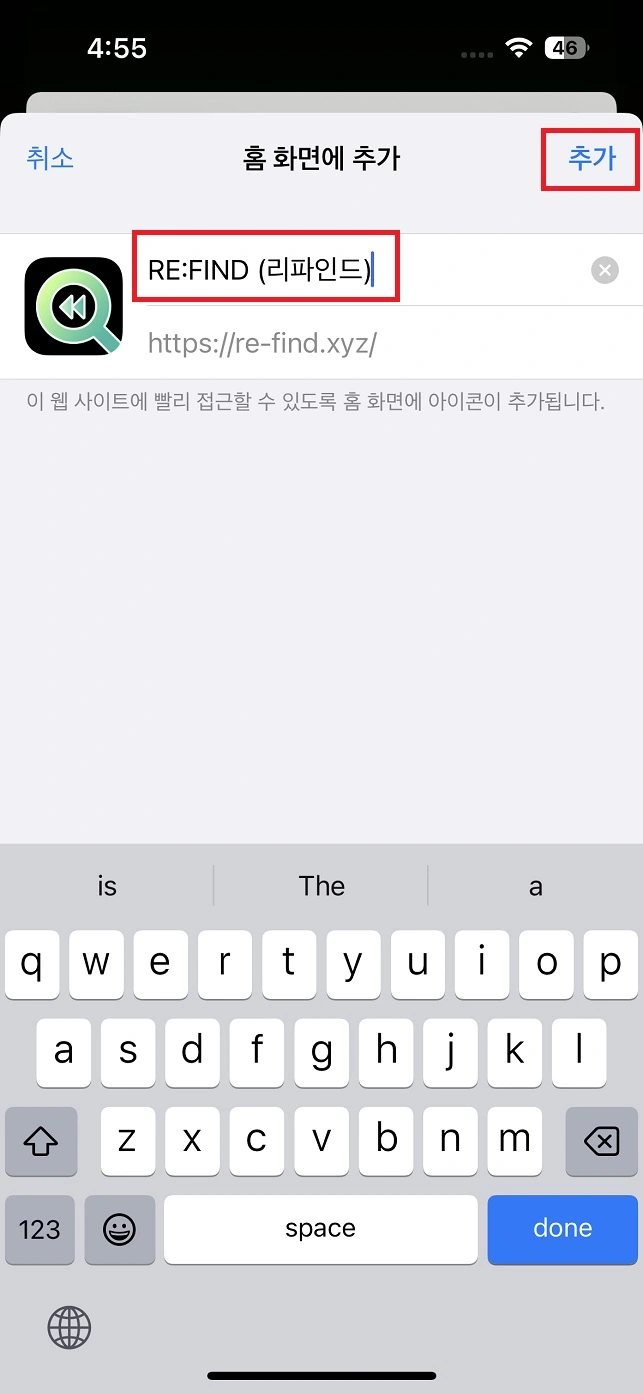 4:55
46
취소
홈 화면에 추가
추가
RE:FIND (리파인드)
https://re-find.xyz/
이 웹 사이트에 빨리 접근할 수 있도록 홈 화면에 아이콘이 추가됩니다.
is The a
q w e r t y u i o p
a s d f g h j k l
z x c v b n m
123 space done